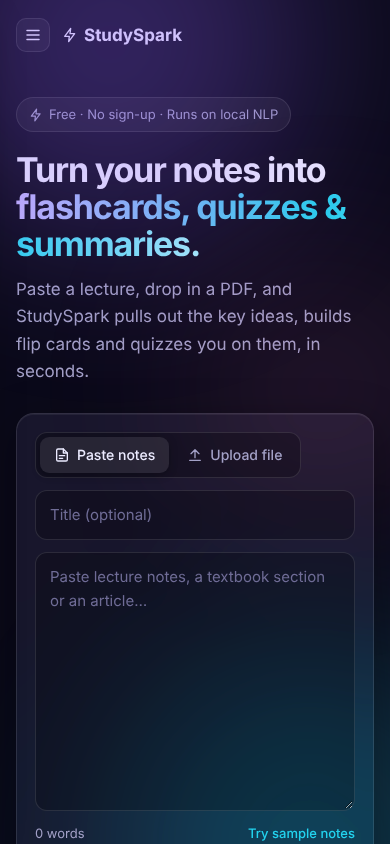 StudySpark
Free · No sign-up · Runs on local NLP
Turn your notes into
flashcards, quizzes &
summaries.
Paste a lecture, drop in a PDF, and
StudySpark pulls out the key ideas, builds
flip cards and quizzes you on them, in
seconds.
Paste notes
Upload file
Title (optional)
Paste lecture notes, a textbook section
or an article...
0 words
Try sample notes